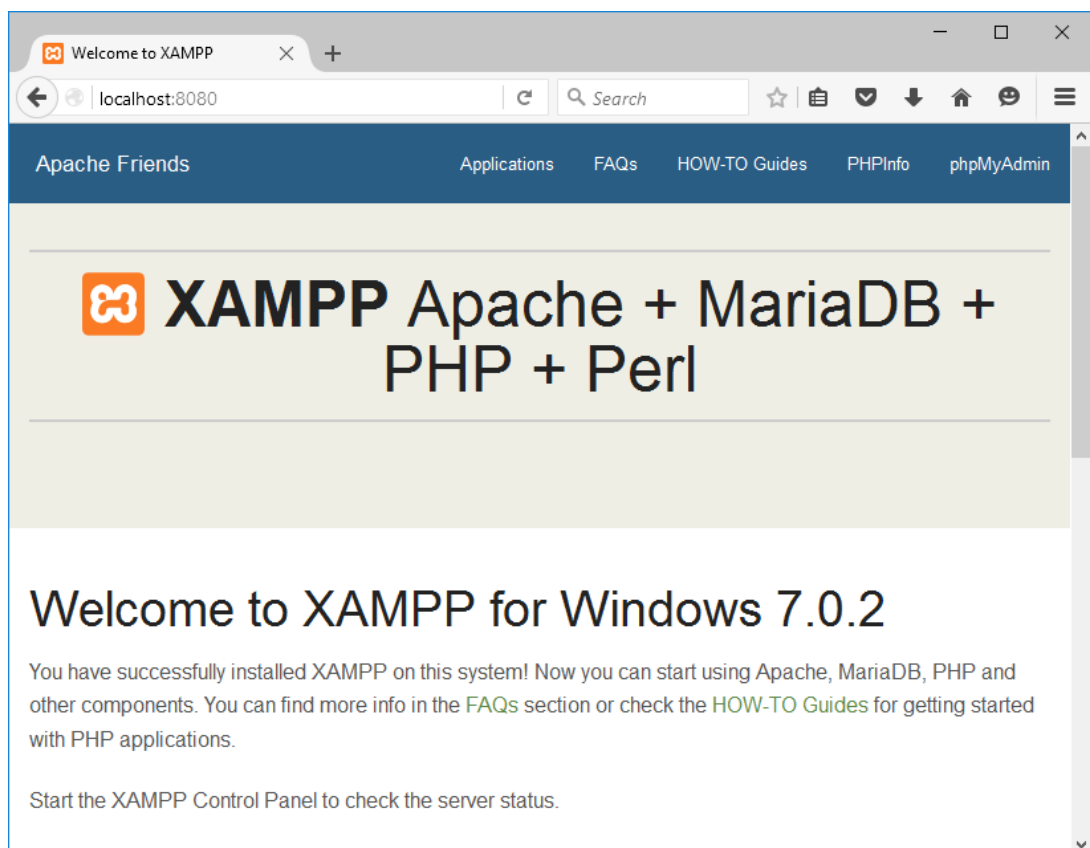 Welcome to XAMPP
localhost:8080
Search
Apache Friends
Applications
FAQs
HOW-TO Guides
PHPInfo
phpMyAdmin
XAMPP Apache + MariaDB +
PHP + Perl
Welcome to XAMPP for Windows 7.0.2
You have successfully installed XAMPP on this system! Now you can start using Apache, MariaDB, PHP and
other components. You can find more info in the FAQs section or check the HOW-TO Guides for getting started
with PHP applications.
Start the XAMPP Control Panel to check the server status.